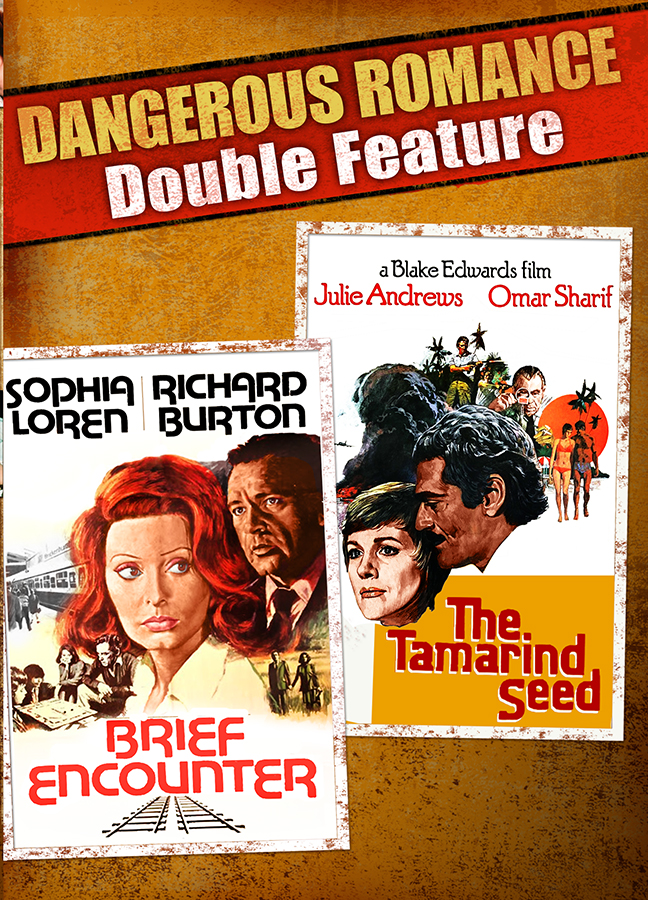 DANGEROUS ROMANCE
Double Feature
a Blake Edwards film
Julie Andrews Omar Sharif
The
Tamarind
Seed
SOPHIA LOREN
RICHARD BURTON
BRIEF
ENCOUNTER